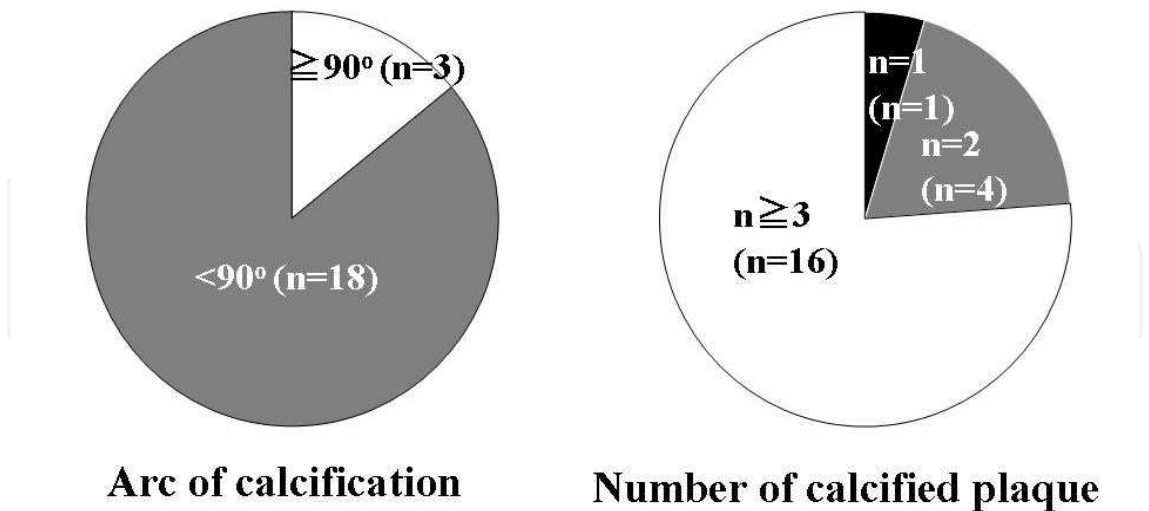 ≧90° (n=3)
<90° (n=18)
Arc of calcification
n=1
(n=1)
n=2
(n=4)
n≧3
(n=16)
Number of calcified plaque